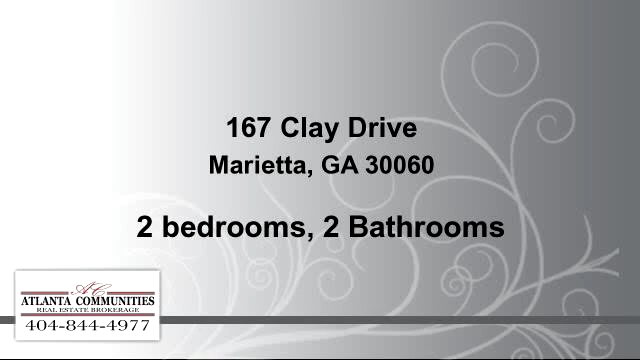 167 Clay Drive
Marietta, GA 30060
2 bedrooms, 2 Bathrooms
AC
ATLANTA COMMUNITIES
REAL ESTATE BROKERAGE
404-844-4977